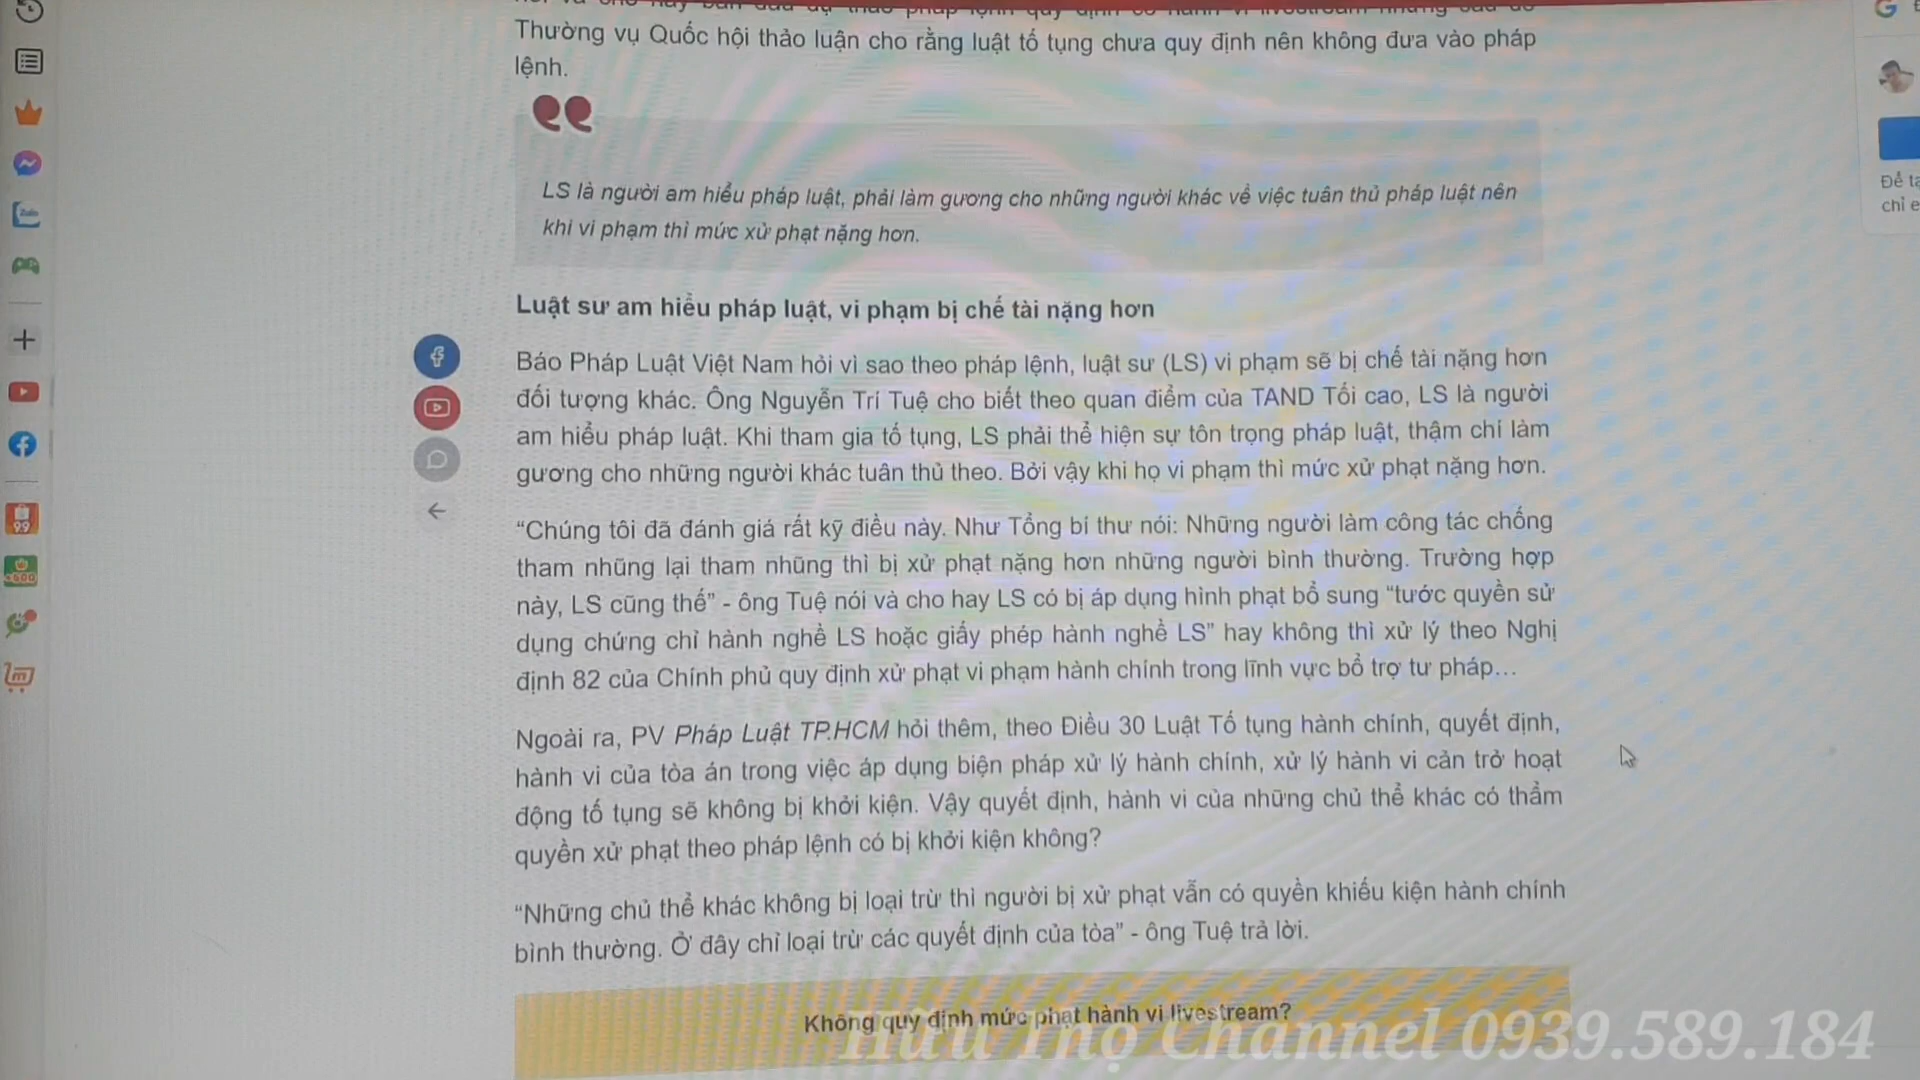 Thường vụ Quốc hội thảo luận cho rằng luật tố tụng chưa quy định nên không đưa vào pháp
lệnh.
LS là người am hiểu pháp luật, phải làm gương cho những người khác về việc tuân thủ pháp luật nên
khi vi phạm thì mức xử phạt nặng hơn.
Luật sư am hiểu pháp luật, vi phạm bị chế tài nặng hơn
Báo Pháp Luật Việt Nam hỏi vì sao theo pháp lệnh, luật sư (LS) vi phạm sẽ bị chế tài nặng hơn
đối tượng khác. Ông Nguyễn Trí Tuệ cho biết theo quan điểm của TAND Tối cao, LS là người
am hiểu pháp luật. Khi tham gia tố tụng, LS phải thể hiện sự tôn trọng pháp luật, thậm chí làm
gương cho những người khác tuân thủ theo. Bởi vậy khi họ vi phạm thì mức xử phạt nặng hơn.
“Chúng tôi đã đánh giá rất kỹ điều này. Như Tổng bí thư nói: Những người làm công tác chống
tham nhũng lại tham nhũng thì bị xử phạt nặng hơn những người bình thường. Trường hợp
này, LS cũng thế” - ông Tuệ nói và cho hay LS có bị áp dụng hình phạt bổ sung “tước quyền sử
dụng chứng chỉ hành nghề LS hoặc giấy phép hành nghề LS” hay không thì xử lý theo Nghị
định 82 của Chính phủ quy định xử phạt vi phạm hành chính trong lĩnh vực bổ trợ tư pháp...
Ngoài ra, PV Pháp Luật TP.HCM hỏi thêm, theo Điều 30 Luật Tố tụng hành chính, quyết định,
hành vi của tòa án trong việc áp dụng biện pháp xử lý hành chính, xử lý hành vi cản trở hoạt
động tố tụng sẽ không bị khởi kiện. Vậy quyết định, hành vi của những chủ thể khác có thẩm
quyền xử phạt theo pháp lệnh có bị khởi kiện không?
“Những chủ thể khác không bị loại trừ thì người bị xử phạt vẫn có quyền khiếu kiện hành chính
bình thường. Ở đây chỉ loại trừ các quyết định của tòa” - ông Tuệ trả lời.
Không quy định mức phạt hành vi livestream?
Hữu Thọ Channel 0939.589.184
Để
chỉ
Zalo
9.9